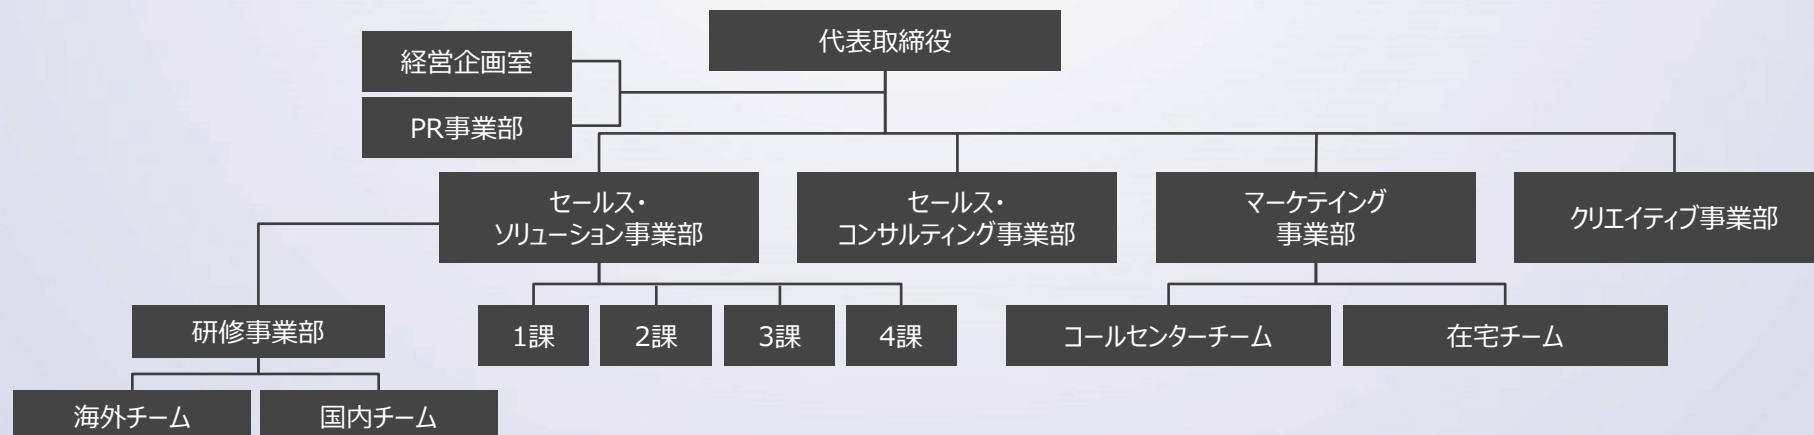 代表取締役
経営企画室
PR事業部
セールス・
ソリューション事業部
セールス・
コンサルティング事業部
マーケテイング
事業部
クリエイティブ事業部
研修事業部
1課
2課
3課
4課
コールセンターチーム
在宅チーム
海外チーム
国内チーム